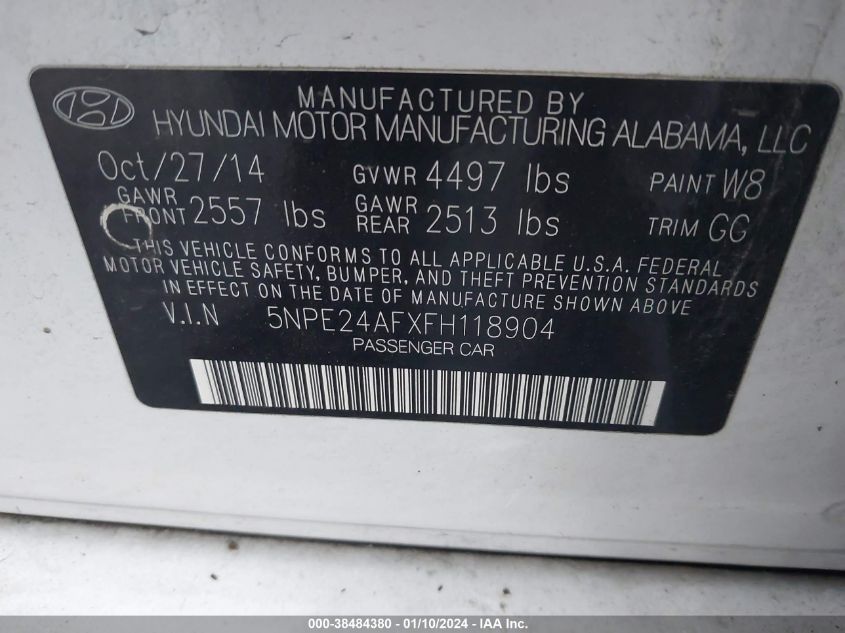 MANUFACTURED BY
HYUNDAI MOTOR MANUFACTURING ALABAMA, LLC
Oct/27/14 GVWR 4497 lbs PAINT W8
GAWR FRONT 2557 lbs GAWR REAR 2513 lbs TRIM GG
THIS VEHICLE CONFORMS TO ALL APPLICABLE U.S.A. FEDERAL
MOTOR VEHICLE SAFETY, BUMPER, AND THEFT PREVENTION STANDARDS
IN EFFECT ON THE DATE OF MANUFACTURE SHOWN ABOVE
V.I.N 5NPE24AFXFH118904
PASSENGER CAR
000-38484380 - 01/10/2024 - IAA Inc.